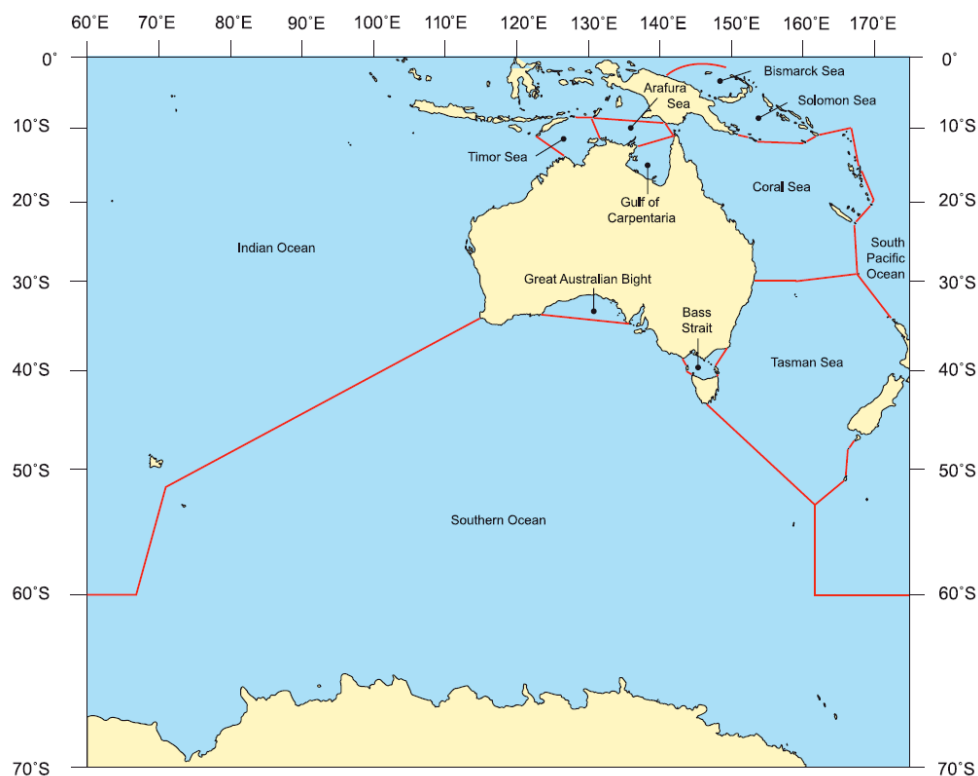 60˚E 70˚E 80˚E 90˚E 100˚E 110˚E 120˚E 130˚E 140˚E 150˚E 160˚E 170˚E
0˚ 0˚
Bismarck Sea
Arafura
Sea
Solomon Sea
10˚S 10˚S
Timor Sea
Coral Sea
20˚S 20˚S
Gulf of
Carpentaria
Indian Ocean
South
Pacific
Ocean
30˚S 30˚S
Great Australian Bight
Bass
Strait
Tasman Sea
40˚S 40˚S
50˚S 50˚S
Southern Ocean
60˚S 60˚S
70˚S 70˚S